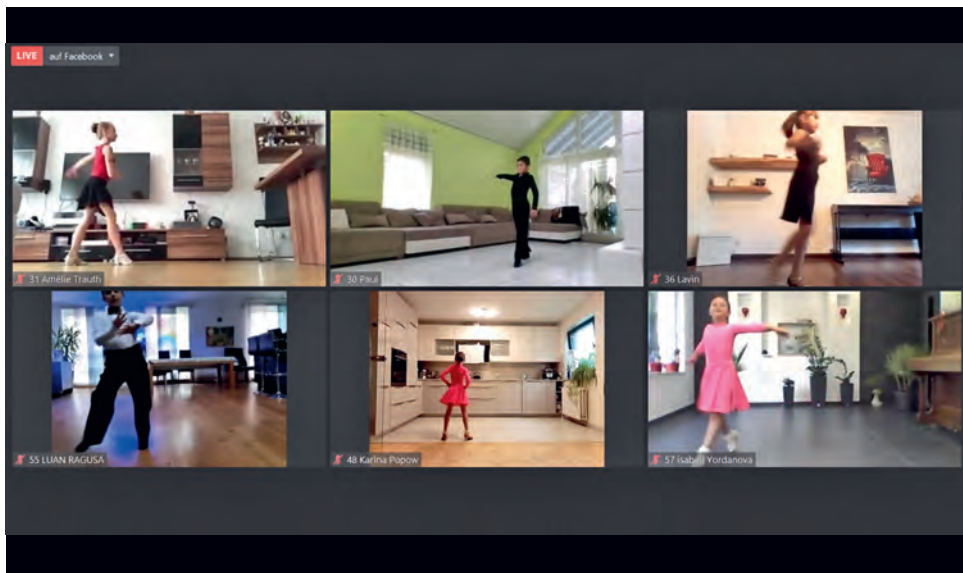 LIVE auf Facebook
31 Amélie Trauth
30 Paul
36 Lavin
55 LUAN RAGUSA
48 Karina Popow
57 isabell Yordanova